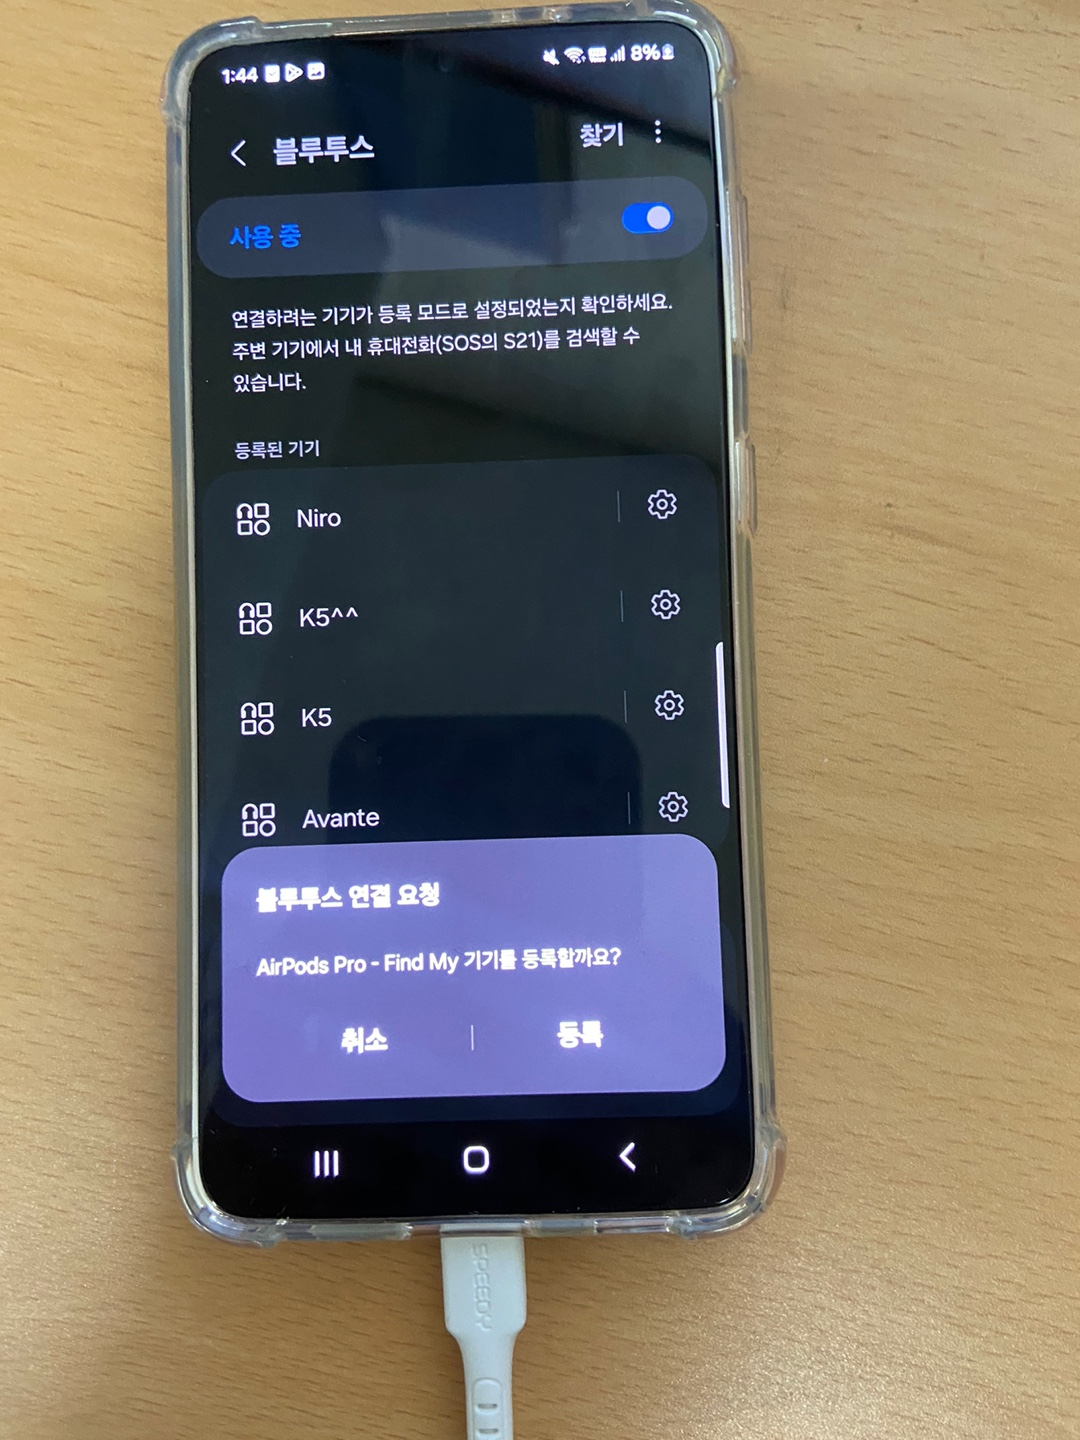 1:44
8%
블루투스
찾기
사용 중
연결하려는 기기가 등록 모드로 설정되었는지 확인하세요.
주변 기기에서 내 휴대전화(SOS의 S21)를 검색할 수
있습니다.
등록된 기기
Niro
K5^^
K5
Avante
블루투스 연결 요청
AirPods Pro - Find My 기기를 등록할까요?
취소
등록
SPEEDY